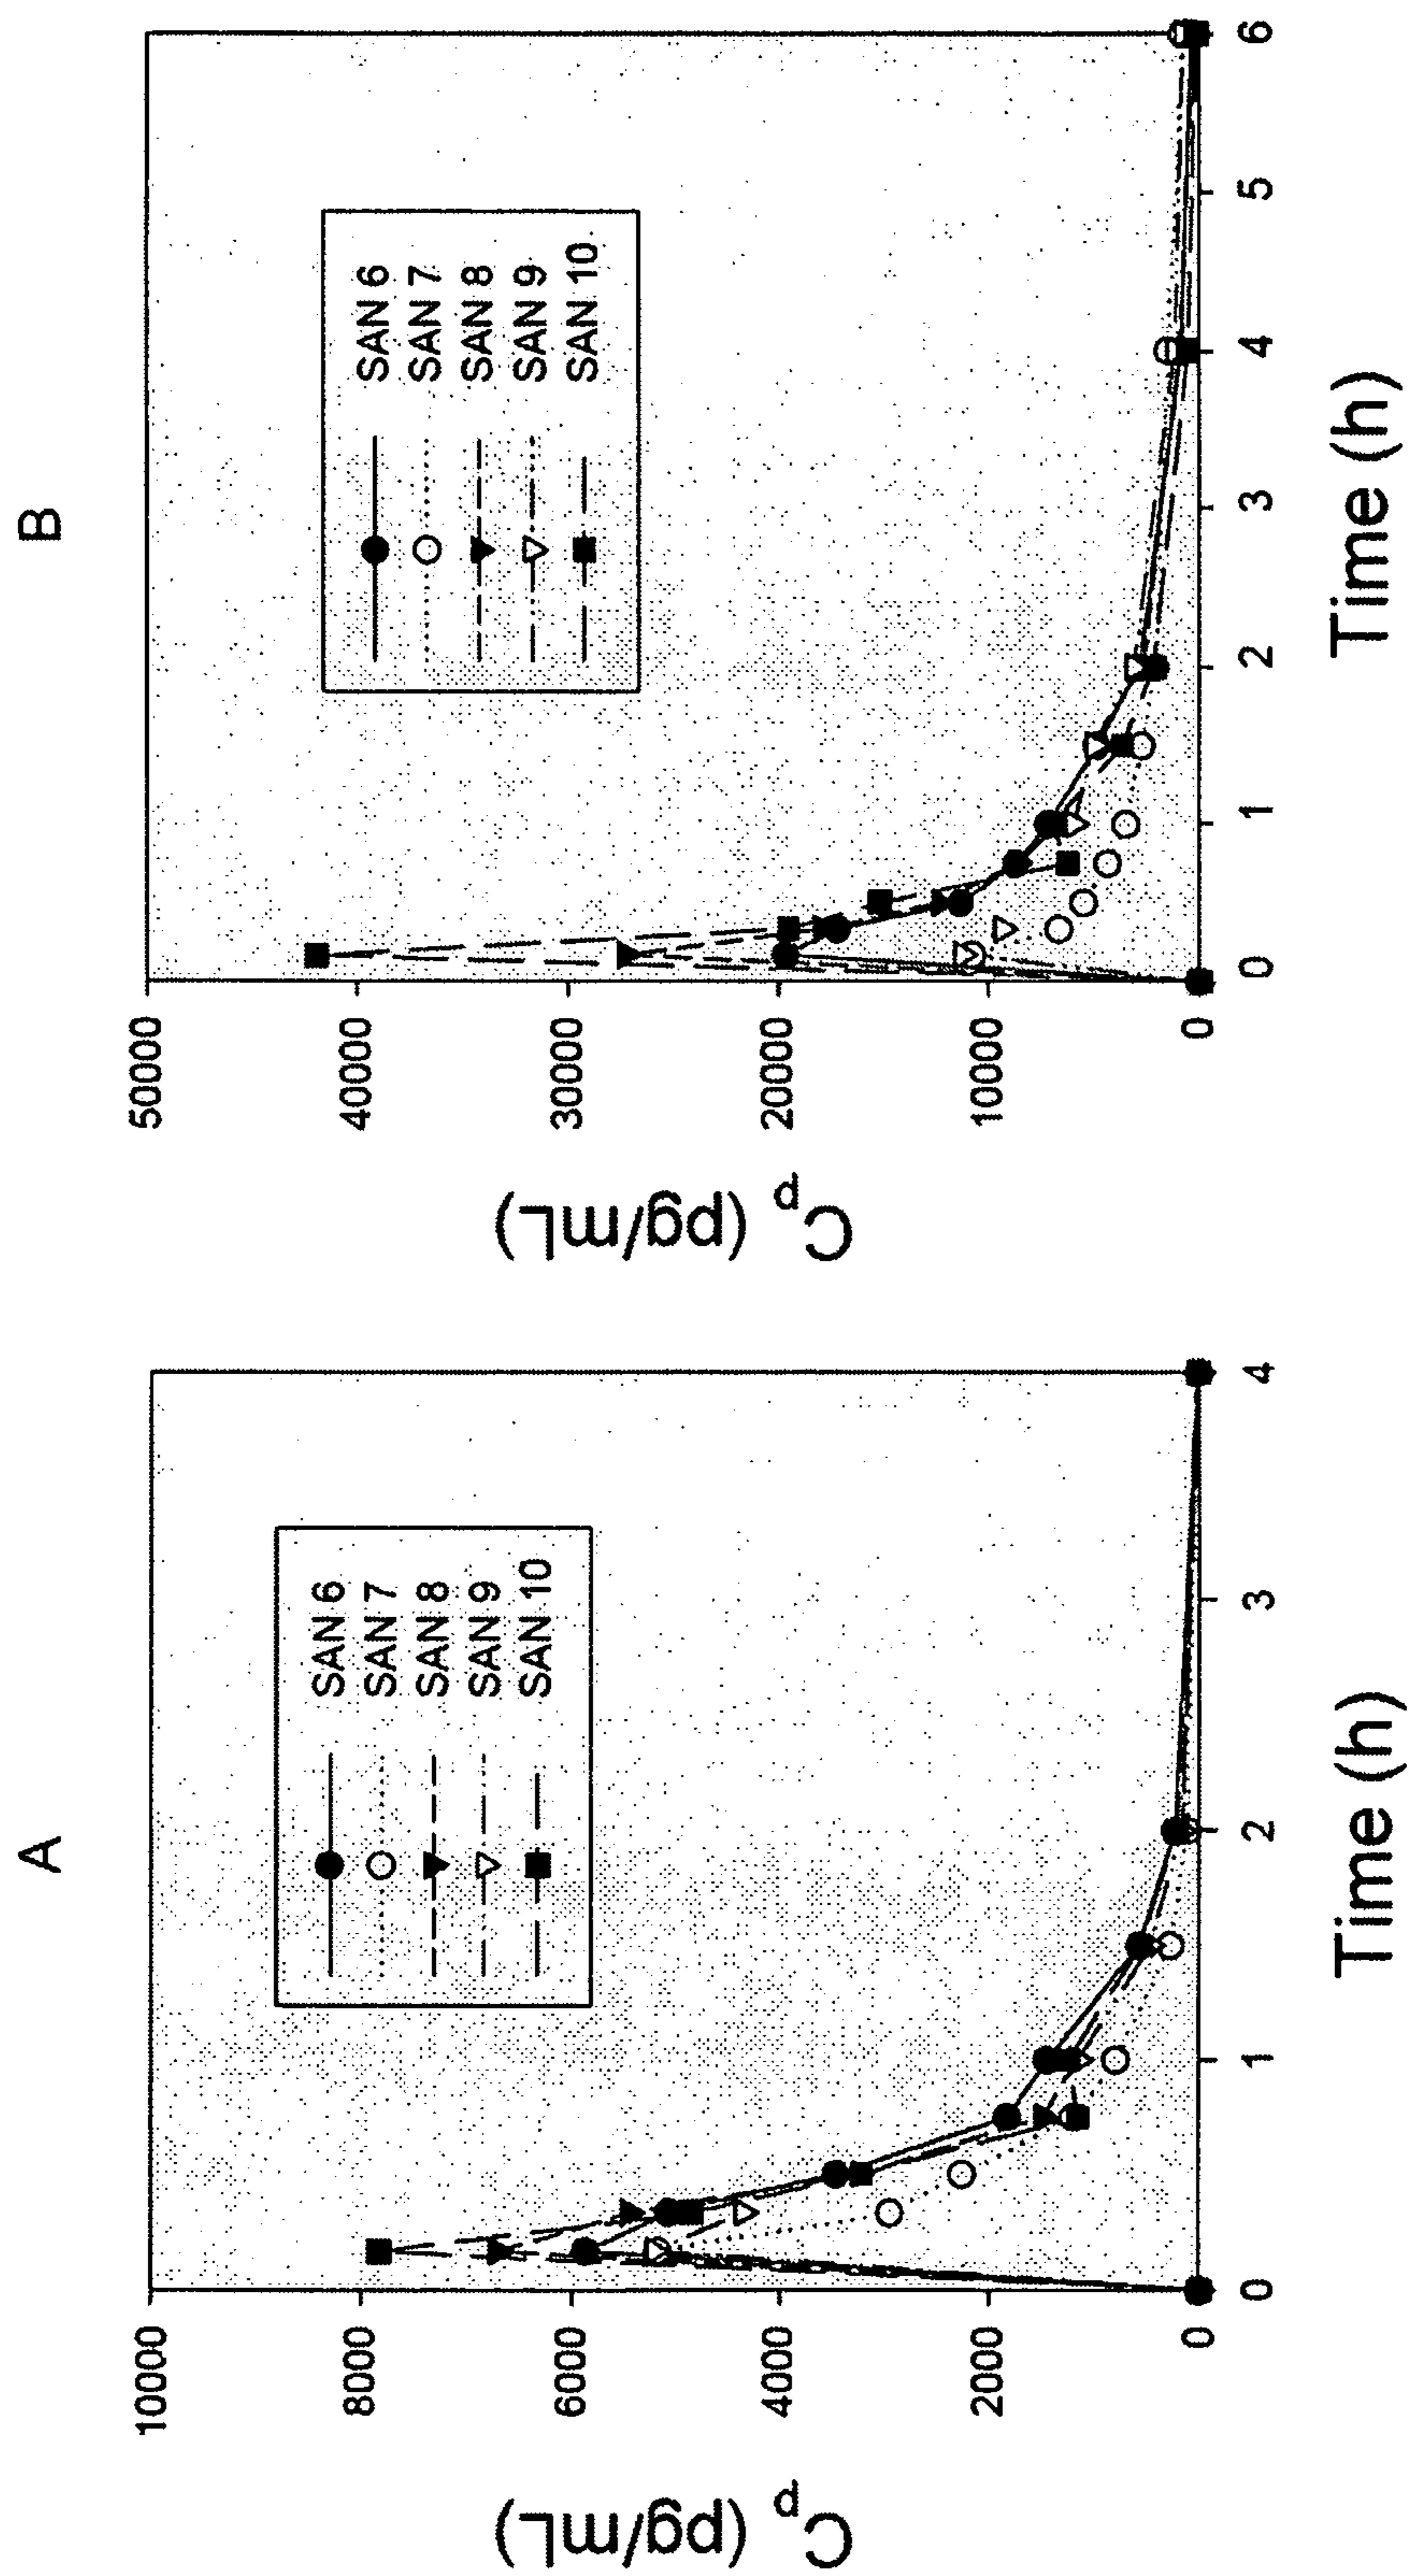 A
10000
8000
6000
4000
2000
0
C p (pg/mL)
SAN 6
SAN 7
SAN 8
SAN 9
SAN 10
0 1 2 3 4
Time (h)
B
50000
40000
30000
20000
10000
0
C p (pg/mL)
SAN 6
SAN 7
SAN 8
SAN 9
SAN 10
0 1 2 3 4 5 6
Time (h)